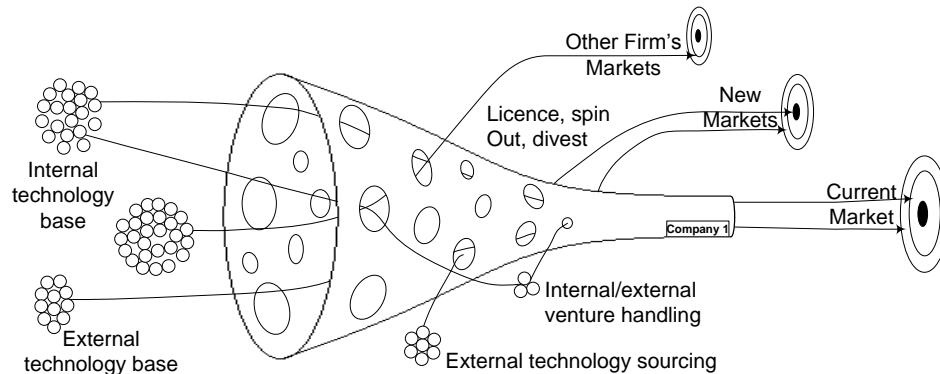 Other Firm's
Markets
New
Markets
Licence, spin
Out, divest
Internal
technology
base
Current
Market
Company 1
Internal/external
venture handling
External
technology base
External technology sourcing